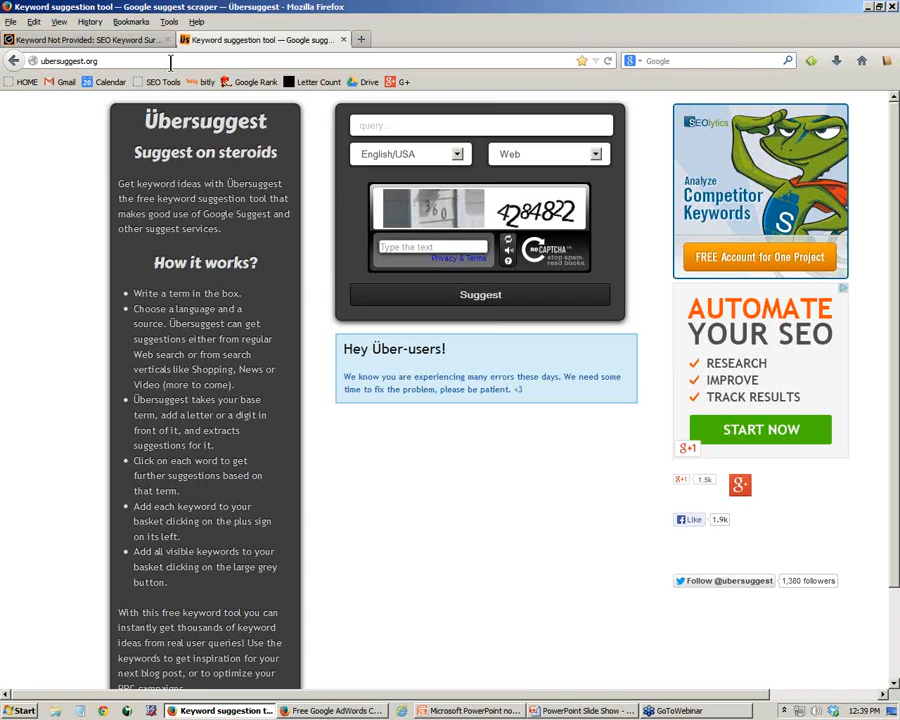 Keyword suggestion tool — Google suggest scraper — Übersuggest - Mozilla Firefox
File Edit View History Bookmarks Tools Help
Keyword Not Provided: SEO Keyword Sur...
Us Keyword suggestion tool — Google sugg...
ubersuggest.org
Google
HOME Gmail 20 Calendar SEO Tools bitly Google Rank Letter Count Drive G+
Übersuggest
Suggest on steroids
Get keyword ideas with Übersuggest
the free keyword suggestion tool that
makes good use of Google Suggest and
other suggest services.
How it works?
Write a term in the box.
Choose a language and a
source. Übersuggest can get
suggestions either from regular
Web search or from search
verticals like Shopping, News or
Video (more to come).
Übersuggest takes your base
term, add a letter or a digit in
front of it, and extracts
suggestions for it.
Click on each word to get
further suggestions based on
that term.
Add each keyword to your
basket clicking on the plus sign
on its left.
Add all visible keywords to your
basket clicking on the large grey
button.
With this free keyword tool you can
instantly get thousands of keyword
ideas from real user queries! Use the
keywords to get inspiration for your
next blog post, or to optimize your
PPC campaigns.
query..
English/USA
Web
360 4284822
Type the text
Privacy & Terms
reCAPTCHA™
stop spam.
read books.
Suggest
Hey Über-users!
We know you are experiencing many errors these days. We need some
time to fix the problem, please be patient. <3
SEOlytics
Analyze
Competitor
Keywords
S
FREE Account for One Project
AUTOMATE
YOUR SEO
RESEARCH
IMPROVE
TRACK RESULTS
START NOW
g+1
g+1 1.5k
Like 1.9k
Follow @ubersuggest 1,380 followers
Start
Keyword suggestion t...
Free Google AdWords C...
Microsoft PowerPoint no...
PowerPoint Slide Show - ...
GoToWebinar
12:39 PM